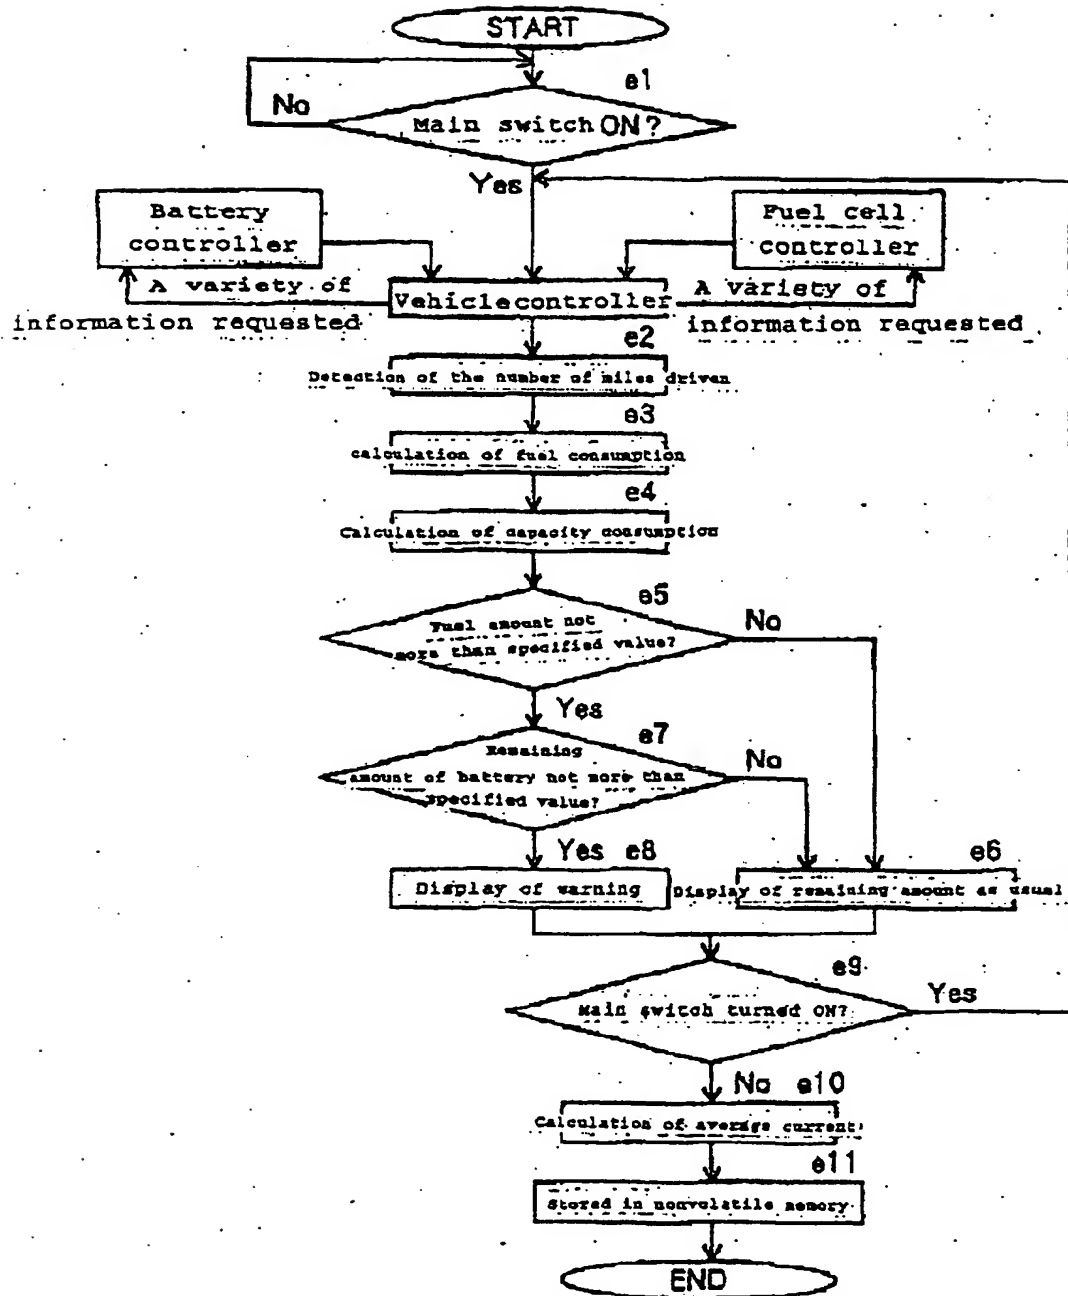 START
e1
No
Main switch ON?
Yes
Battery
controller
Fuel cell
controller
A variety of
information requested
Vehiclecontroller
A variety of
information requested
e2
Detection of the number of miles driven
e3
calculation of fuel consumption
e4
Calculation of capacity consumption
e5
Fuel amount not
more than specified value?
No
Yes
e7
Remaining
amount of battery not more than
specified value?
No
Yes e8
e6
Display of warning
Display of remaining amount as usual
e9
Main switch turned ON?
Yes
No e10
Calculation of average current
e11
Stored in nonvolatile memory
END